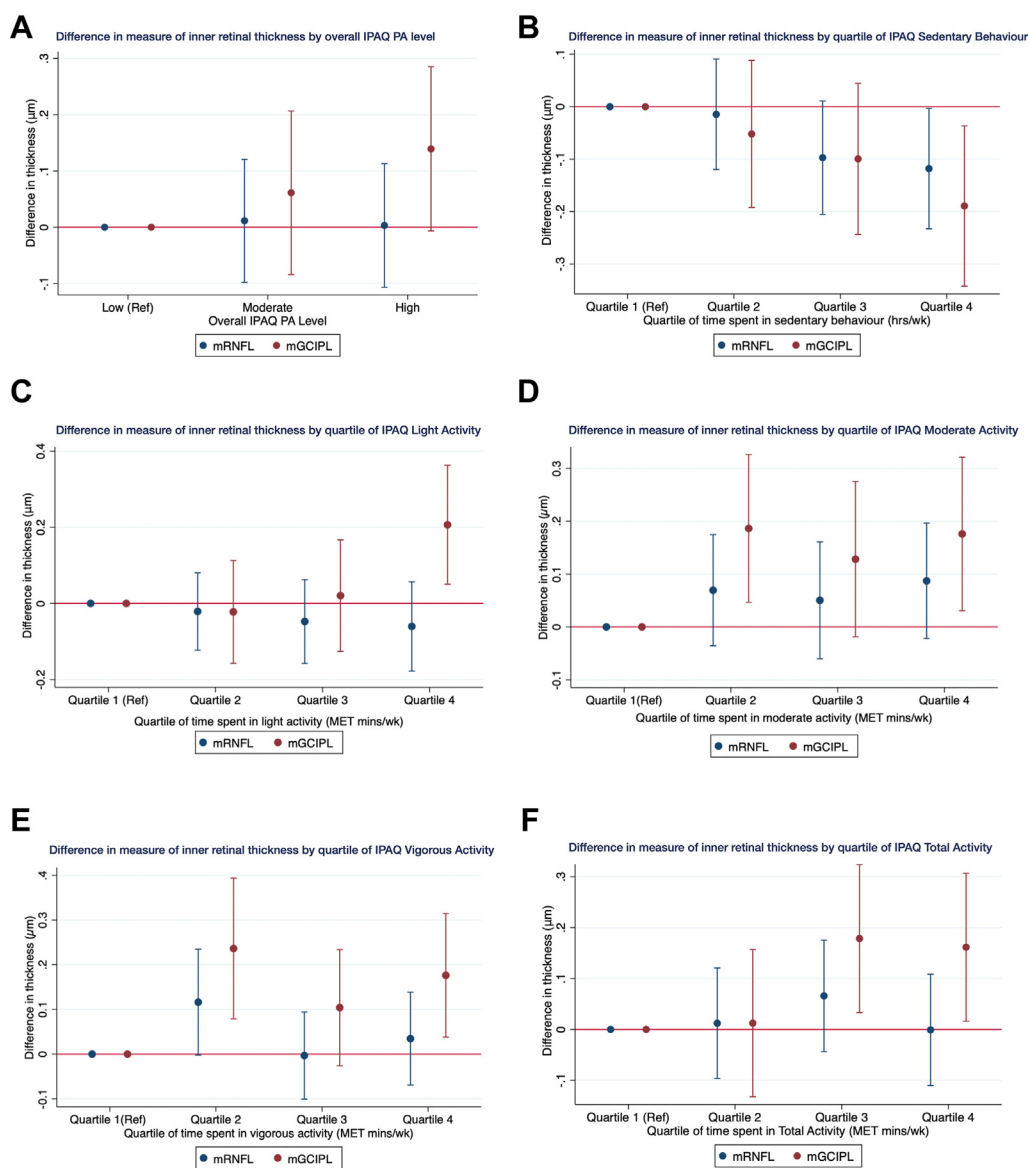 A
Difference in measure of inner retinal thickness by overall IPAQ PA level
Difference in thickness (µm)
.3
.2
.1
0
-.1
Low (Ref)
Moderate
High
Overall IPAQ PA Level
mRNFL
mGCIPL
B
Difference in measure of inner retinal thickness by quartile of IPAQ Sedentary Behaviour
Difference in thickness (µm)
.1
0
-.1
-.2
-.3
Quartile 1 (Ref)
Quartile 2
Quartile 3
Quartile 4
Quartile of time spent in sedentary behaviour (hrs/wk)
mRNFL
mGCIPL
C
Difference in measure of inner retinal thickness by quartile of IPAQ Light Activity
Difference in thickness (µm)
0.4
0.2
0
-0.2
Quartile 1 (Ref)
Quartile 2
Quartile 3
Quartile 4
Quartile of time spent in light activity (MET mins/wk)
mRNFL
mGCIPL
D
Difference in measure of inner retinal thickness by quartile of IPAQ Moderate Activity
Difference in thickness (µm)
0.3
0.2
0.1
0
-0.1
Quartile 1 (Ref)
Quartile 2
Quartile 3
Quartile 4
Quartile of time spent in moderate activity (MET mins/wk)
mRNFL
mGCIPL
E
Difference in measure of inner retinal thickness by quartile of IPAQ Vigorous Activity
Difference in thickness (µm)
0.4
0.3
0.2
0.1
0
-0.1
Quartile 1(Ref)
Quartile 2
Quartile 3
Quartile 4
Quartile of time spent in vigorous activity (MET mins/wk)
mRNFL
mGCIPL
F
Difference in measure of inner retinal thickness by quartile of IPAQ Total Activity
Difference in thickness (µm)
.3
.2
.1
0
-.1
Quartile 1 (Ref)
Quartile 2
Quartile 3
Quartile 4
Quartile of time spent in Total Activity (MET mins/wk)
mRNFL
mGCIPL